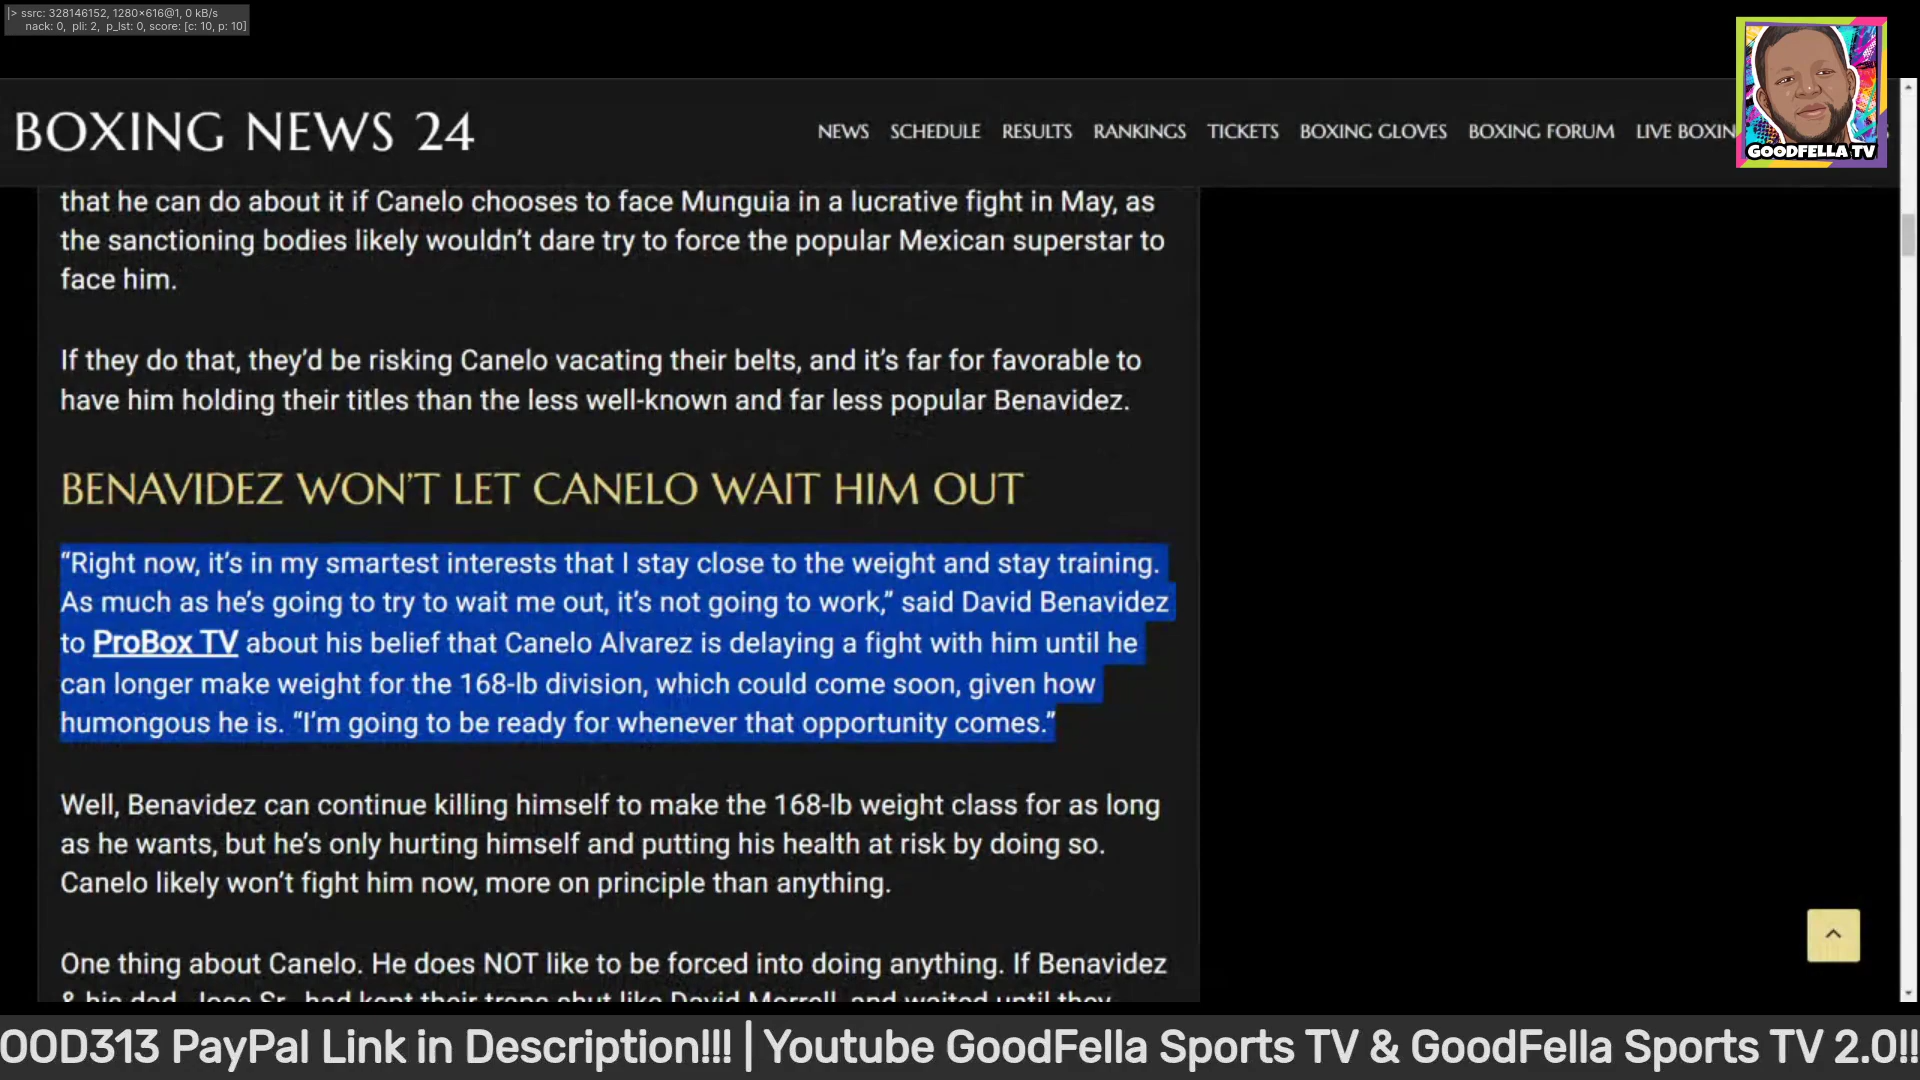 |> ssrc: 328146152, 1280×616@1, 0 kB/s
nack: 0, pli: 2, p_lst: 0, score: [c: 10, p: 10]
GOODFELLA TV
BOXING NEWS 24
NEWS SCHEDULE RESULTS RANKINGS TICKETS BOXING GLOVES BOXING FORUM LIVE BOXIN
that he can do about it if Canelo chooses to face Munguia in a lucrative fight in May, as
the sanctioning bodies likely wouldn’t dare try to force the popular Mexican superstar to
face him.
If they do that, they’d be risking Canelo vacating their belts, and it’s far for favorable to
have him holding their titles than the less well-known and far less popular Benavidez.
BENAVIDEZ WON’T LET CANELO WAIT HIM OUT
“Right now, it’s in my smartest interests that I stay close to the weight and stay training.
As much as he’s going to try to wait me out, it’s not going to work,” said David Benavidez
to ProBox TV about his belief that Canelo Alvarez is delaying a fight with him until he
can longer make weight for the 168-lb division, which could come soon, given how
humongous he is. “I’m going to be ready for whenever that opportunity comes.”
Well, Benavidez can continue killing himself to make the 168-lb weight class for as long
as he wants, but he’s only hurting himself and putting his health at risk by doing so.
Canelo likely won’t fight him now, more on principle than anything.
One thing about Canelo. He does NOT like to be forced into doing anything. If Benavidez
& his dad, Jose Sr., had kept their traps shut like David Morrell, and waited until they
OOD313 PayPal Link in Description!!! | Youtube GoodFella Sports TV & GoodFella Sports TV 2.0!!